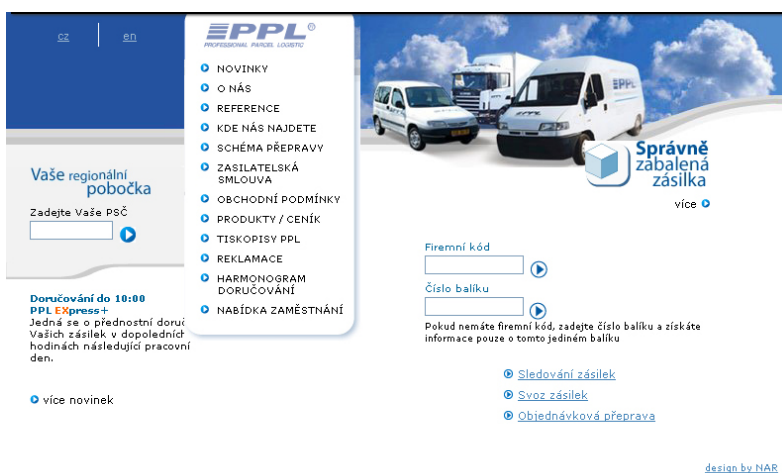 cz
en
PPL®
PROFESSIONAL PARCEL LOGISTIC
NOVINKY
O NÁS
REFERENCE
KDE NÁS NAJDETE
SCHÉMA PŘEPRAVY
ZASILATELSKÁ
SMLOUVA
OBCHODNÍ PODMÍNKY
PRODUKTY / CENÍK
TISKOPISY PPL
REKLAMACE
HARMONOGRAM
DORUČOVÁNÍ
NABÍDKA ZAMĚSTNÁNÍ
PPL
Vaše regionální
pobočka
Zadejte Vaše PSČ
Doručování do 10:00
PPL EXpress+
Jedná se o přednostní doruč
Vašich zásilek v dopoledních
hodinách následující pracovní
den.
více novinek
Správně
zabalená
zásilka
více
Firemní kód
Číslo balíku
Pokud nemáte firemní kód, zadejte číslo balíku a získáte
informace pouze o tomto jediném balíku
Sledování zásilek
Svoz zásilek
Objednávková přeprava
design by NAR